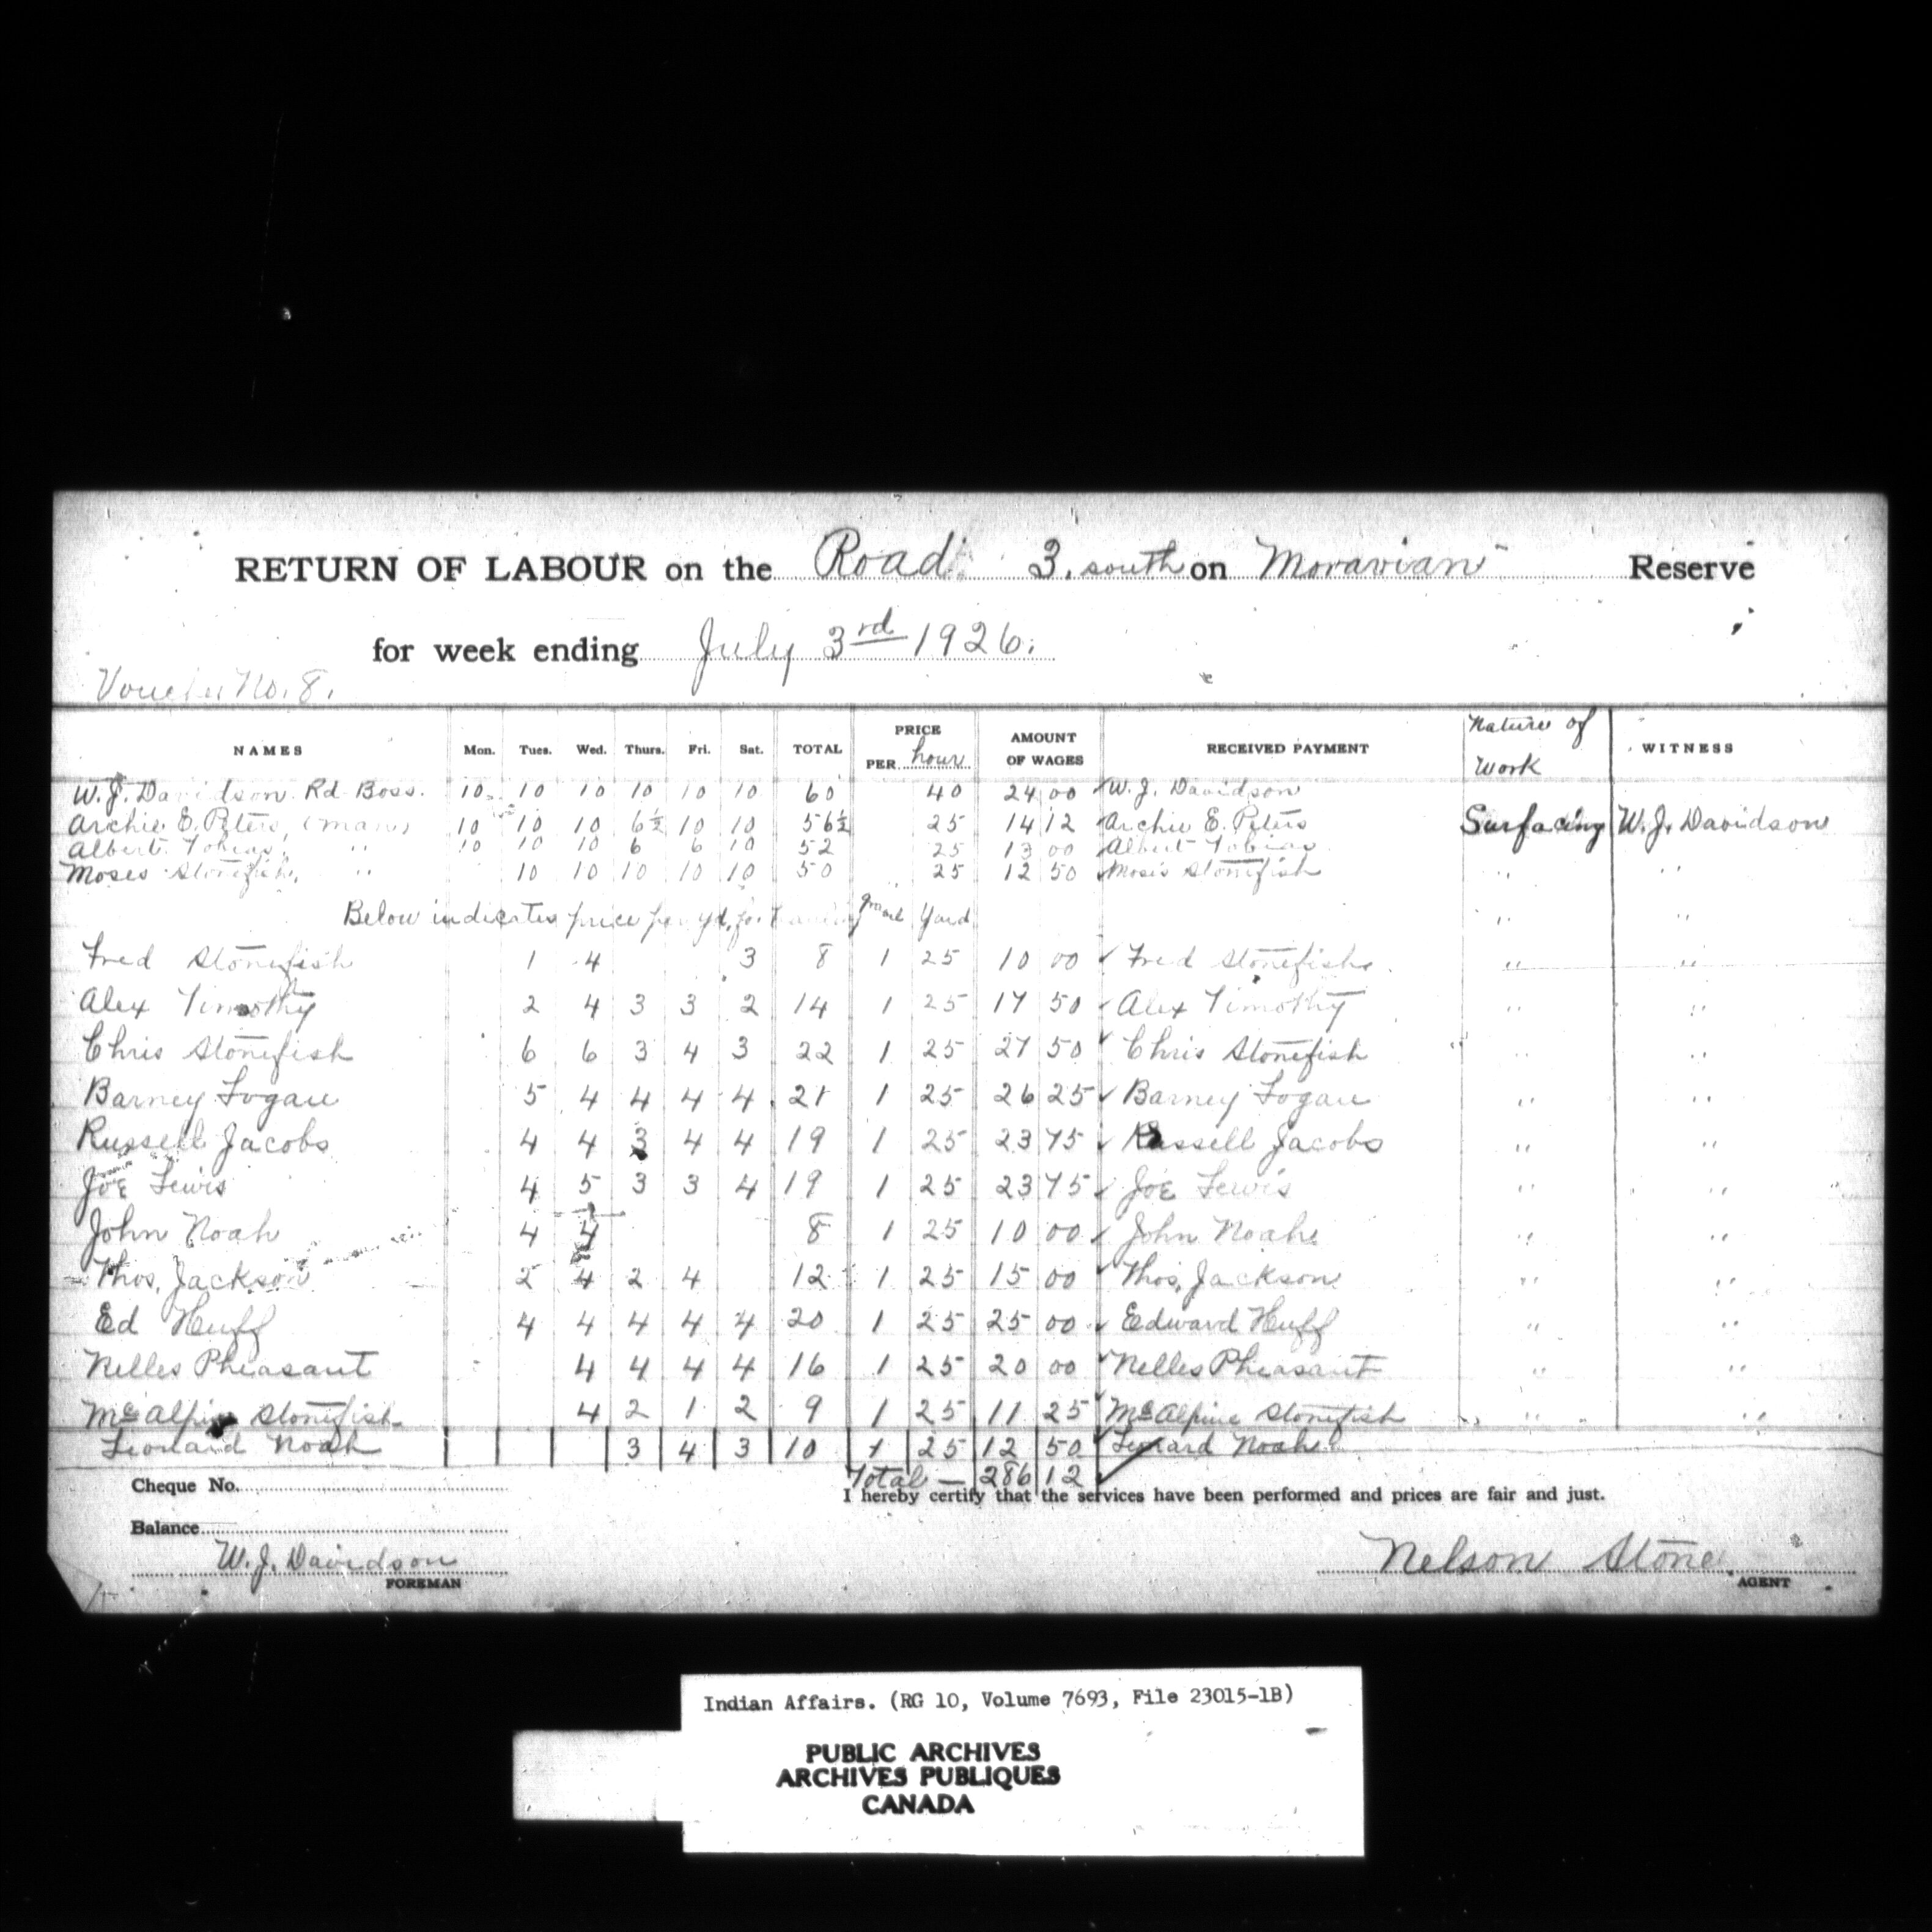 RETURN OF LABOUR on the Road 3. south on Moravian Reserve
for week ending July 3rd 1926.
Voucher No. 8.
NAMES Mon. Tues. Wed. Thurs. Fri. Sat. TOTAL PRICE PER hour AMOUNT OF WAGES RECEIVED PAYMENT Nature of Work WITNESS
W. J. Davidson Rd Boss. 10 10 10 10 10 10 60 40 24 00 W. J. Davidson
Archie E. Peters, (man) 10 10 10 6½ 10 10 56½ 25 14 12 Archie E. Peters Surfacing W. J. Davidson
Albert Tobias, " 10 10 10 6 6 10 52 25 13 00 Albert Tobias
Moses Stonefish, " 10 10 10 10 10 50 25 12 50 Moses Stonefish " "
Below indicates price per yd. for hauling gravel Yard " "
Fred Stonefish 1 4 3 8 1 25 10 00 Fred Stonefish " "
Alex Timothy 2 4 3 3 2 14 1 25 17 50 Alex Timothy " "
Chris Stonefish 6 6 3 4 3 22 1 25 27 50 Chris Stonefish " "
Barney Logan 5 4 4 4 4 21 1 25 26 25 Barney Logan " "
Russell Jacobs 4 4 3 4 4 19 1 25 23 75 Russell Jacobs " "
Joe Lewis 4 5 3 3 4 19 1 25 23 75 Joe Lewis " "
John Noah 4 4 8 1 25 10 00 John Noah " "
Thos. Jackson 2 4 2 4 12 1 25 15 00 Thos. Jackson " "
Ed Huff 4 4 4 4 4 20 1 25 25 00 Edward Huff " "
Nelles Pheasant 4 4 4 4 16 1 25 20 00 Nelles Pheasant " "
McAlpine Stonefish 4 2 1 2 9 1 25 11 25 McAlpine Stonefish " "
Leonard Noah 3 4 3 10 1 25 12 50 Leonard Noah
Total — 286 12
Cheque No.
I hereby certify that the services have been performed and prices are fair and just.
Balance
W. J. Davidson
FOREMAN
Nelson Stone
AGENT
Indian Affairs. (RG 10, Volume 7693, File 23015-1B)
PUBLIC ARCHIVES
ARCHIVES PUBLIQUES
CANADA